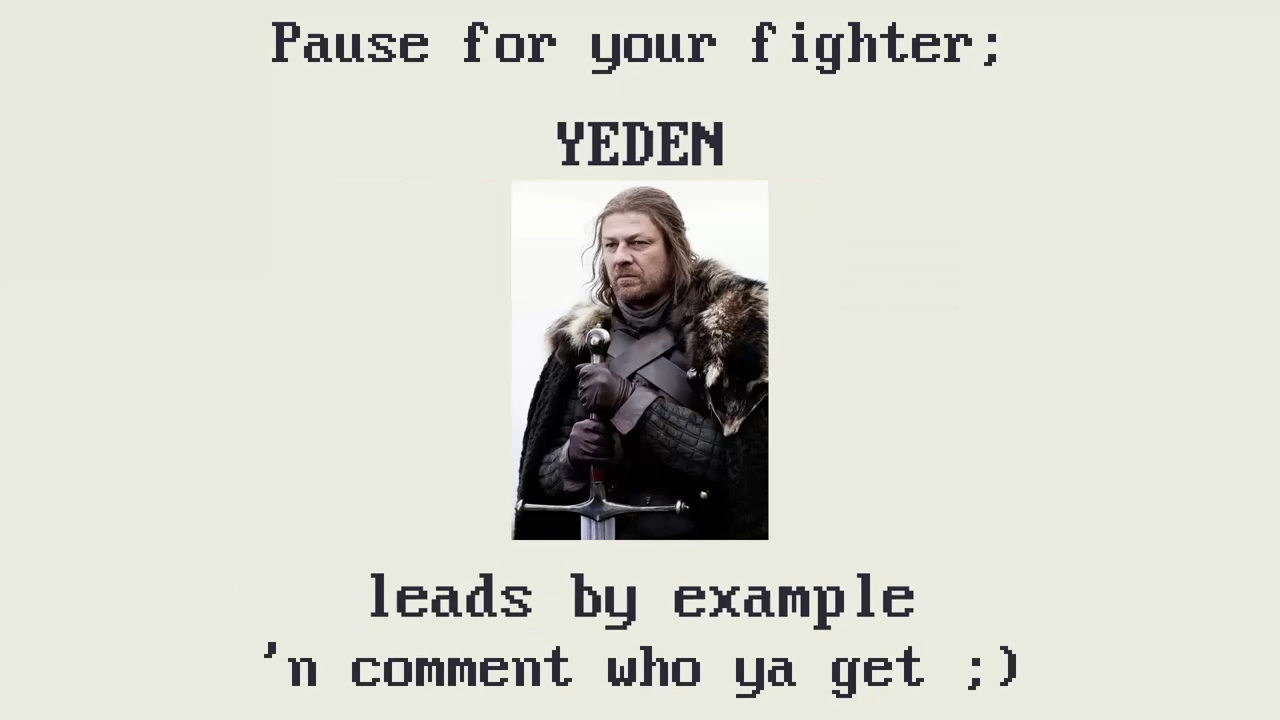 Pause for your fighter;
YEDEN
leads by example
'n comment who ya get ;)